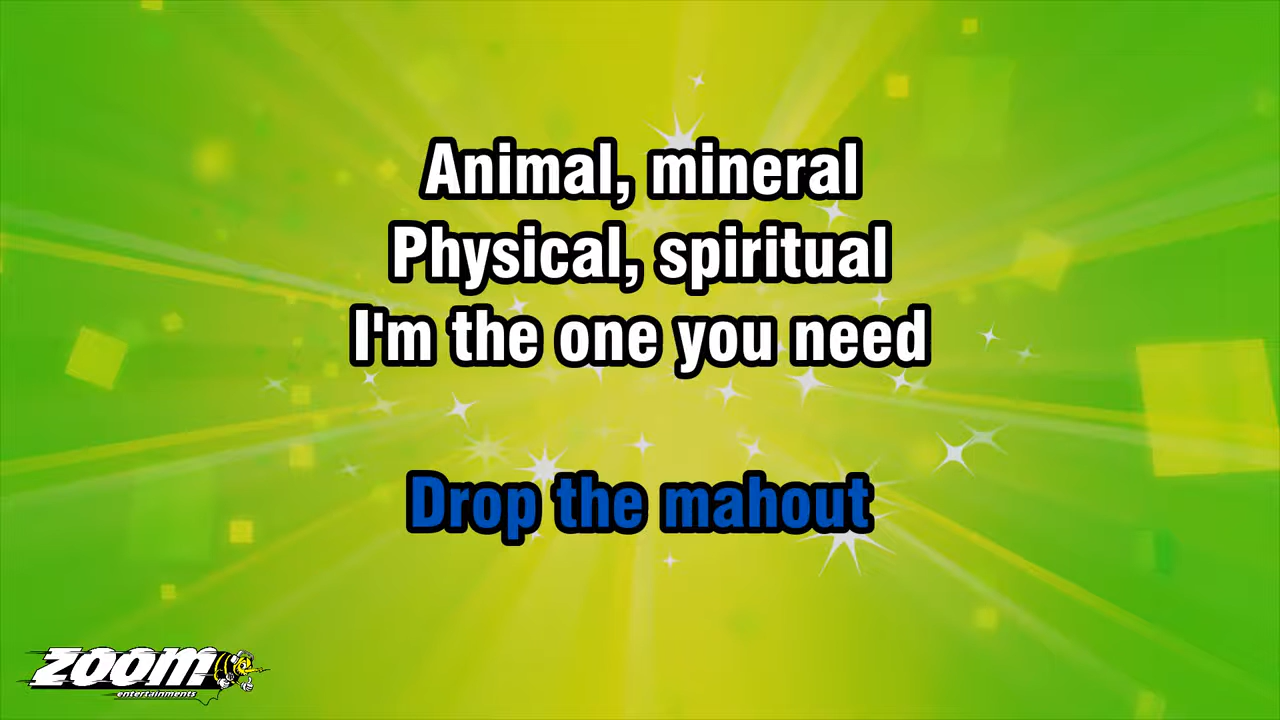 Animal, mineral
Physical, spiritual
I'm the one you need
Drop the mahout
ZOOM
entertainments